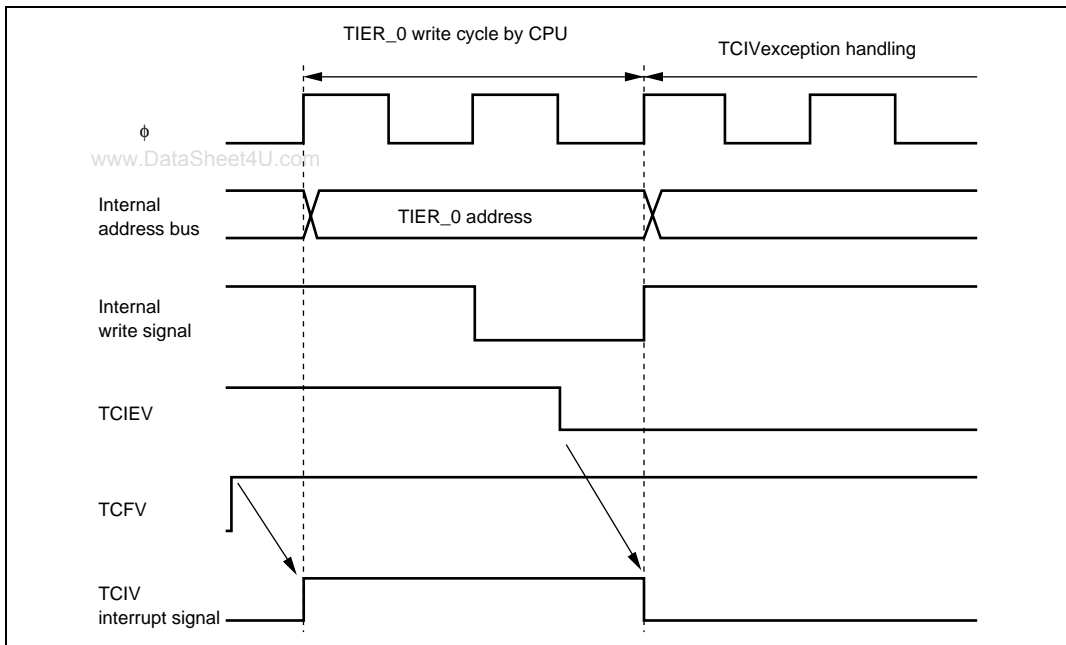 TIER_0 write cycle by CPU
TCIVexception handling
ϕ
www.DataSheet4U.com
Internal
address bus
TIER_0 address
Internal
write signal
TCIEV
TCFV
TCIV
interrupt signal